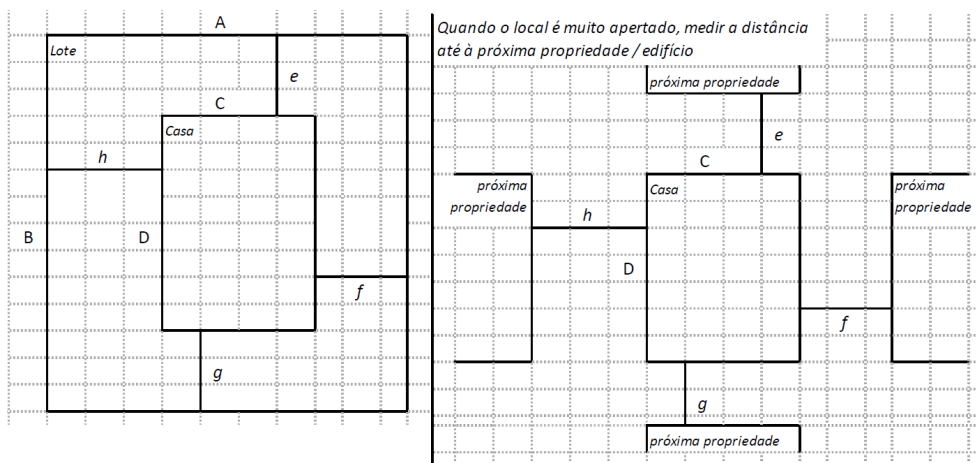 A
Lote
e
C
Casa
h
B
D
f
g
Quando o local é muito apertado, medir a distância
até à próxima propriedade / edifício
próxima propriedade
e
C
próxima
propriedade
Casa
próxima
propriedade
h
D
f
g
próxima propriedade